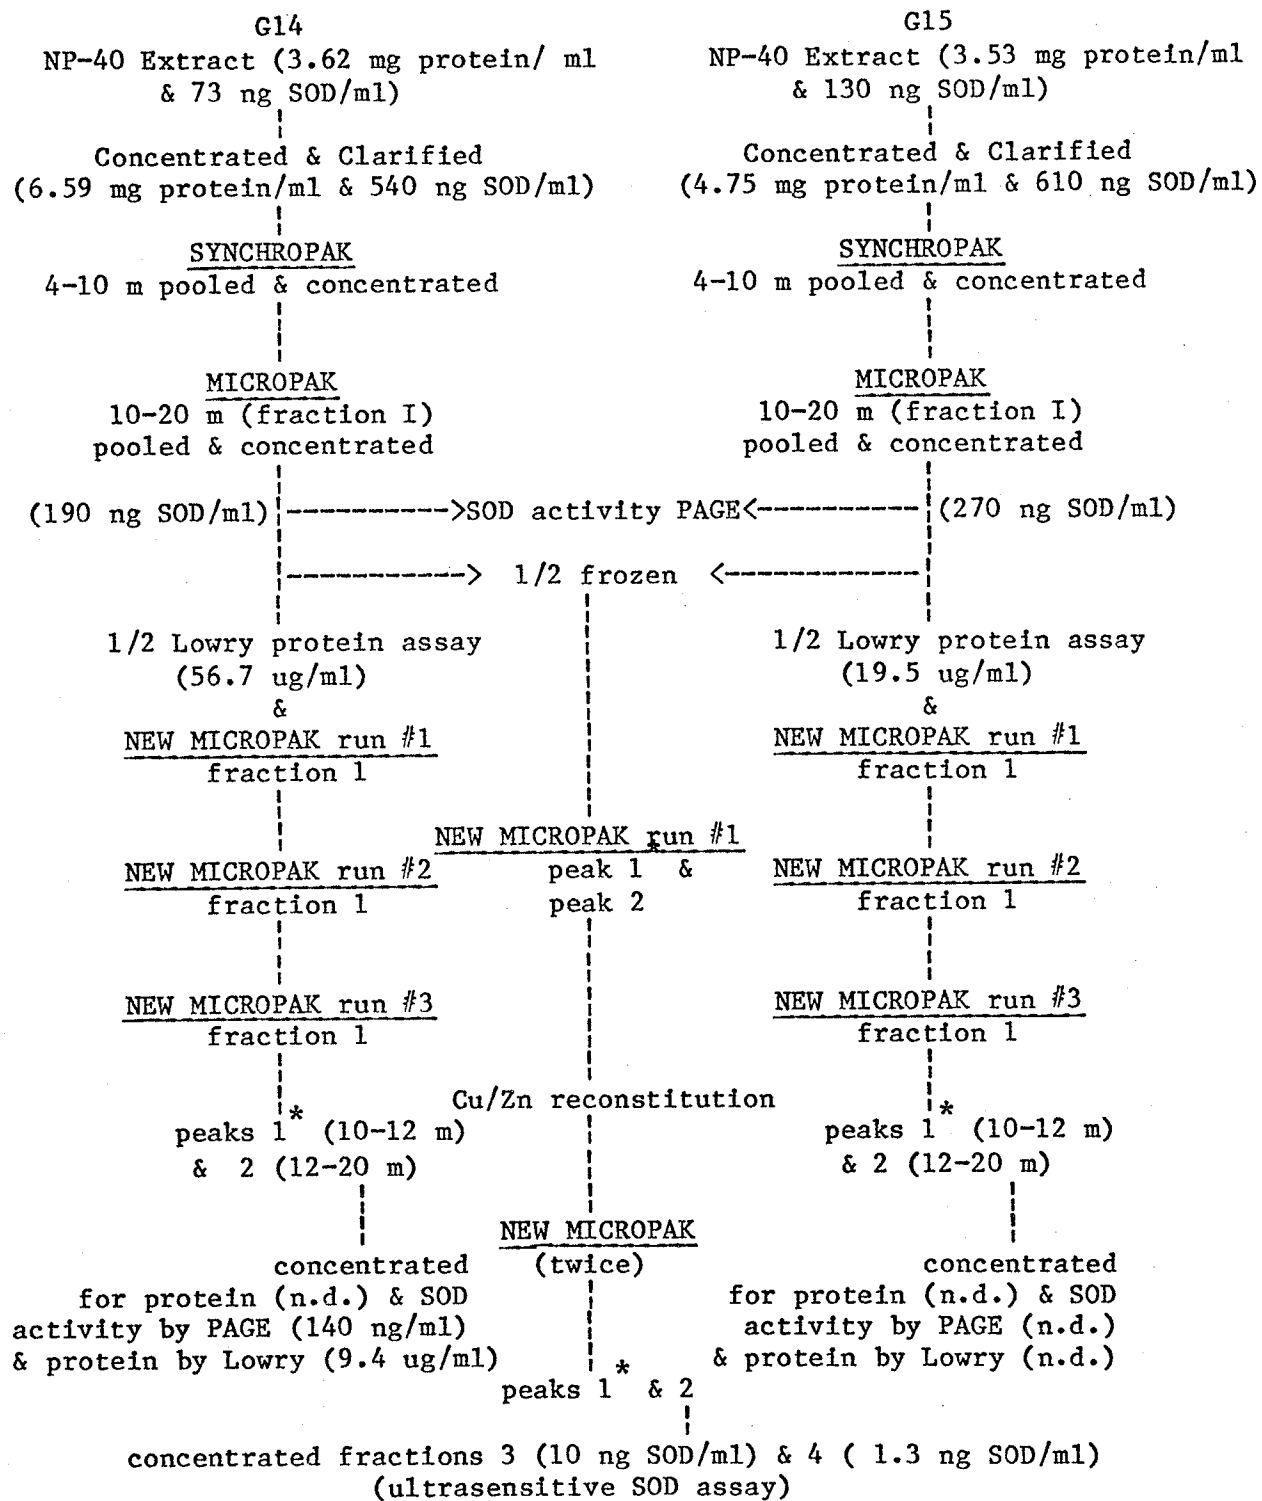 G14
NP-40 Extract (3.62 mg protein/ ml
& 73 ng SOD/ml)
Concentrated & Clarified
(6.59 mg protein/ml & 540 ng SOD/ml)
SYNCHROPAK
4-10 m pooled & concentrated
MICROPAK
10-20 m (fraction I)
pooled & concentrated
(190 ng SOD/ml)
G15
NP-40 Extract (3.53 mg protein/ml
& 130 ng SOD/ml)
Concentrated & Clarified
(4.75 mg protein/ml & 610 ng SOD/ml)
SYNCHROPAK
4-10 m pooled & concentrated
MICROPAK
10-20 m (fraction I)
pooled & concentrated
(270 ng SOD/ml)
SOD activity PAGE
1/2 frozen
1/2 Lowry protein assay
(56.7 ug/ml)
&
NEW MICROPAK run #1
fraction 1
NEW MICROPAK run #2
fraction 1
NEW MICROPAK run #3
fraction 1
peaks 1* (10-12 m)
& 2 (12-20 m)
concentrated
for protein (n.d.) & SOD
activity by PAGE (140 ng/ml)
& protein by Lowry (9.4 ug/ml)
NEW MICROPAK run #1
peak 1 &
peak 2
Cu/Zn reconstitution
NEW MICROPAK
(twice)
peaks 1* & 2
1/2 Lowry protein assay
(19.5 ug/ml)
&
NEW MICROPAK run #1
fraction 1
NEW MICROPAK run #2
fraction 1
NEW MICROPAK run #3
fraction 1
peaks 1* (10-12 m)
& 2 (12-20 m)
concentrated
for protein (n.d.) & SOD
activity by PAGE (n.d.)
& protein by Lowry (n.d.)
concentrated fractions 3 (10 ng SOD/ml) & 4 ( 1.3 ng SOD/ml)
(ultrasensitive SOD assay)